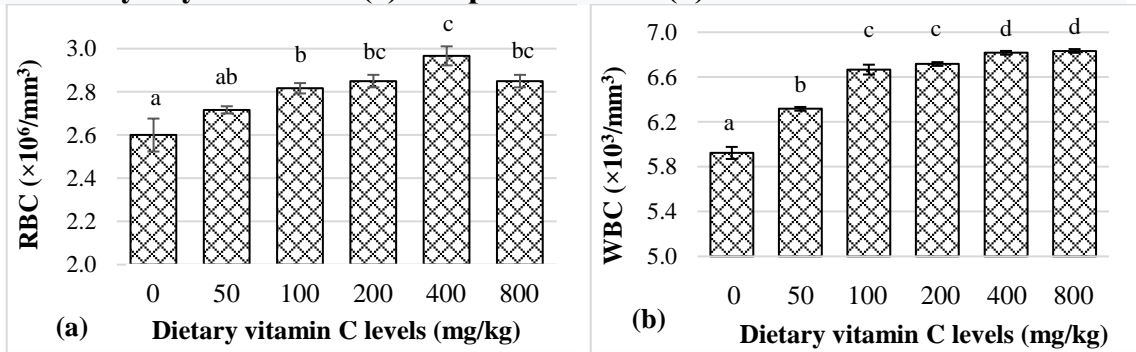 RBC (×10⁶/mm³)
3.0
2.8
2.6
2.4
2.2
2.0
a
ab
b
bc
c
bc
0 50 100 200 400 800
(a) Dietary vitamin C levels (mg/kg)
WBC (×10³/mm³)
7.0
6.6
6.2
5.8
5.4
5.0
a
b
c
c
d
d
0 50 100 200 400 800
(b) Dietary vitamin C levels (mg/kg)